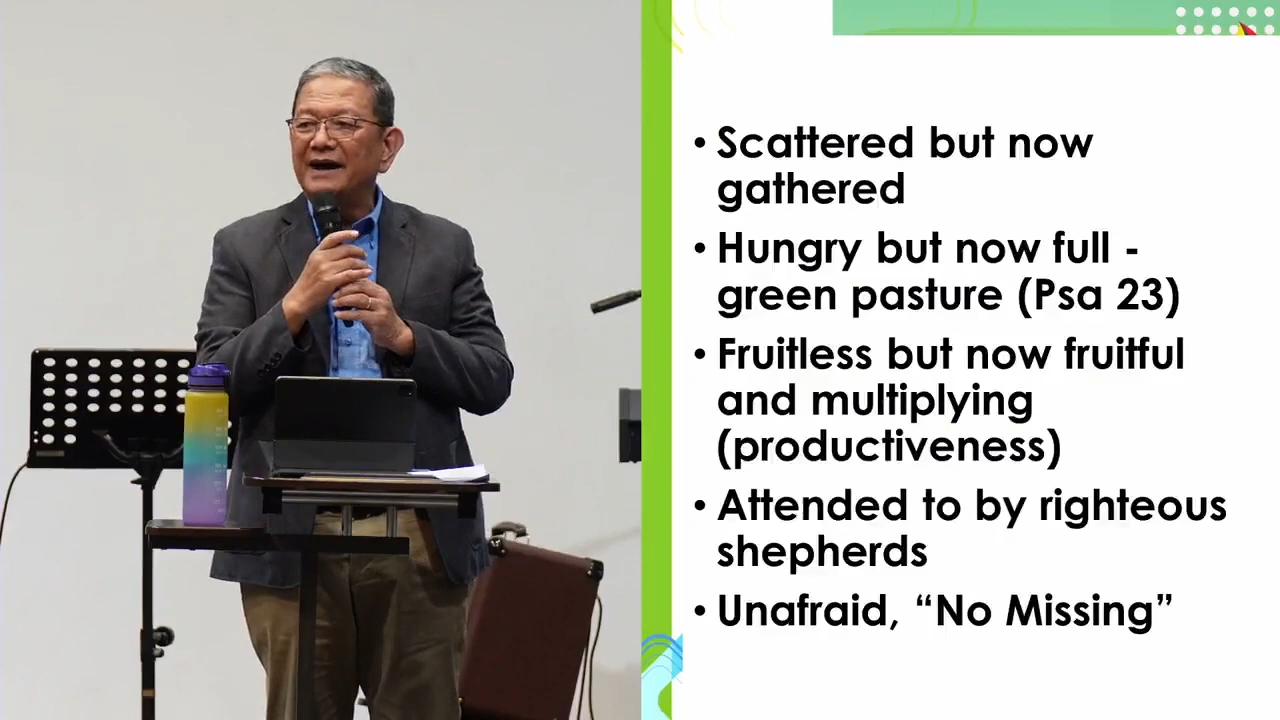 • Scattered but now
gathered
• Hungry but now full -
green pasture (Psa 23)
• Fruitless but now fruitful
and multiplying
(productiveness)
• Attended to by righteous
shepherds
• Unafraid, “No Missing”